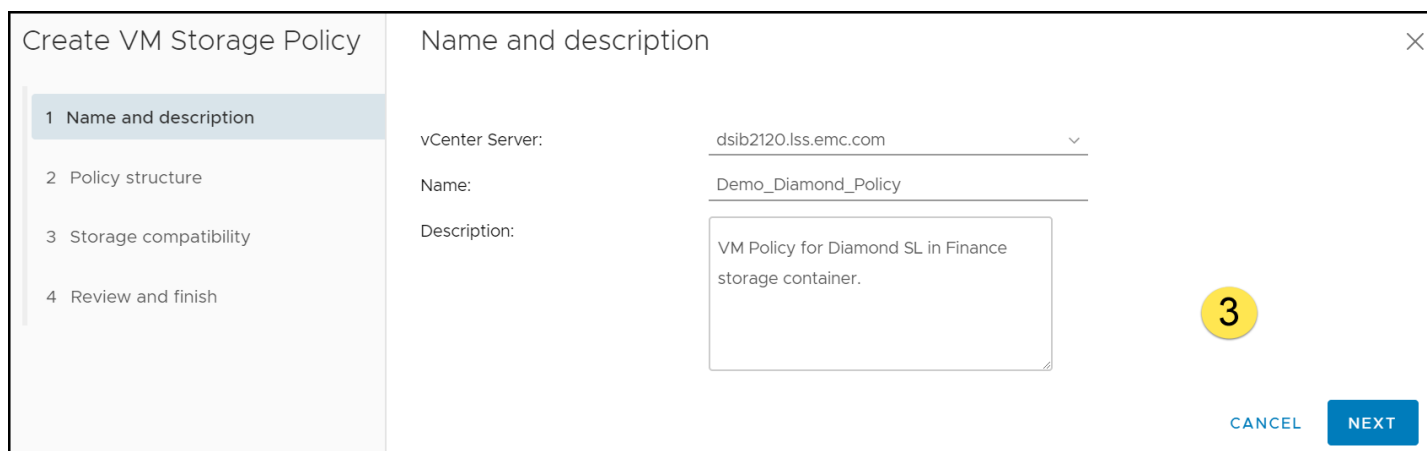 Create VM Storage Policy
1 Name and description
2 Policy structure
3 Storage compatibility
4 Review and finish
Name and description
vCenter Server:
dsib2120.lss.emc.com
Name:
Demo_Diamond_Policy
Description:
VM Policy for Diamond SL in Finance
storage container.
3
CANCEL
NEXT